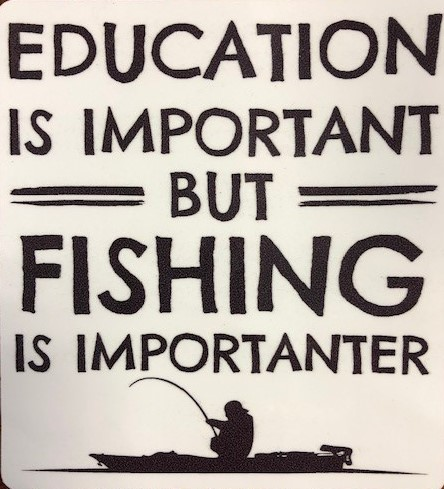 EDUCATION
IS IMPORTANT
BUT
FISHING
IS IMPORTANTER